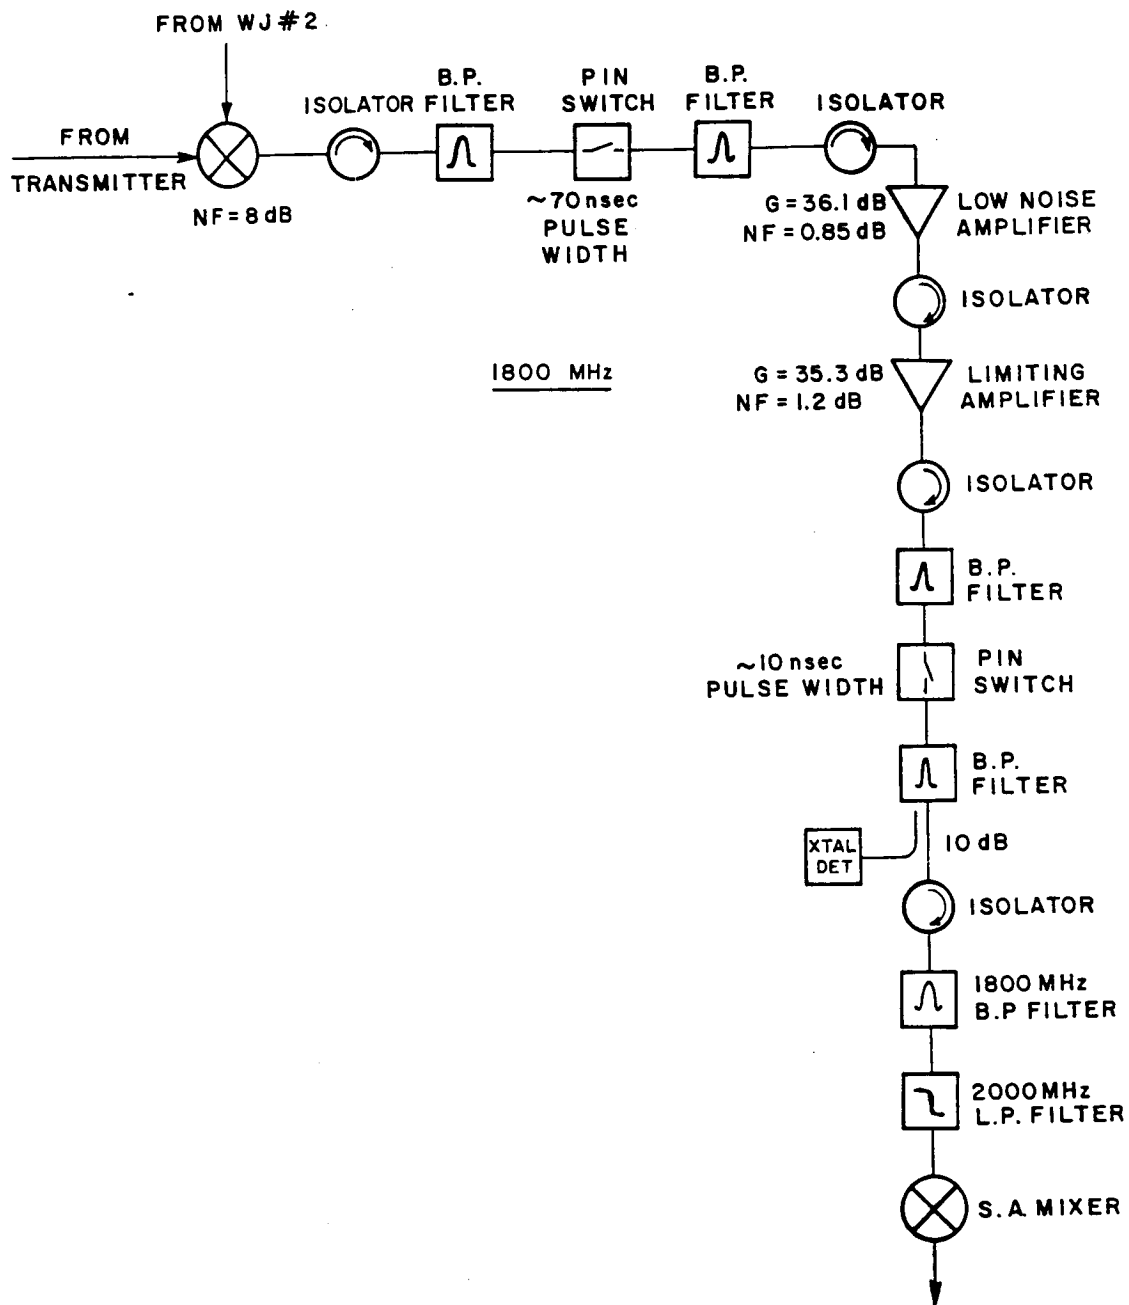 FROM WJ #2
B.P.
FILTER
PIN
SWITCH
B.P.
FILTER
ISOLATOR
ISOLATOR
FROM
TRANSMITTER
NF = 8 dB
~70 nsec
PULSE
WIDTH
G = 36.1 dB
NF = 0.85 dB
LOW NOISE
AMPLIFIER
ISOLATOR
1800 MHz
G = 35.3 dB
NF = 1.2 dB
LIMITING
AMPLIFIER
ISOLATOR
B.P.
FILTER
~10 nsec
PULSE WIDTH
PIN
SWITCH
B.P.
FILTER
XTAL
DET
10 dB
ISOLATOR
1800 MHz
B.P FILTER
2000 MHz
L.P. FILTER
S.A. MIXER